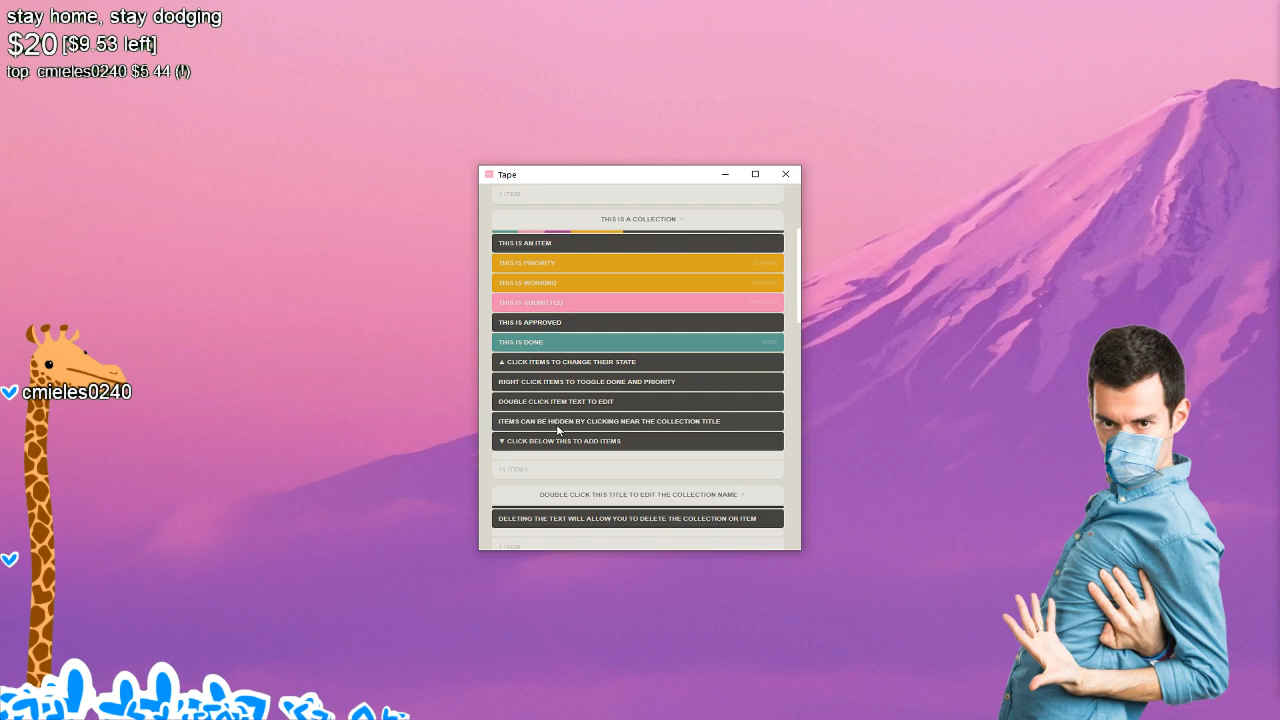 stay home, stay dodging
$20 [$9.53 left]
top cmieles0240 $5.44 (!)
cmieles0240
Tape
1 ITEM
THIS IS A COLLECTION
THIS IS AN ITEM
THIS IS PRIORITY
THIS IS WORKING
THIS IS SUBMITTED
THIS IS APPROVED
THIS IS DONE DONE
▲ CLICK ITEMS TO CHANGE THEIR STATE
RIGHT CLICK ITEMS TO TOGGLE DONE AND PRIORITY
DOUBLE CLICK ITEM TEXT TO EDIT
ITEMS CAN BE HIDDEN BY CLICKING NEAR THE COLLECTION TITLE
▼ CLICK BELOW THIS TO ADD ITEMS
11 ITEMS
DOUBLE CLICK THIS TITLE TO EDIT THE COLLECTION NAME
DELETING THE TEXT WILL ALLOW YOU TO DELETE THE COLLECTION OR ITEM
1 ITEM